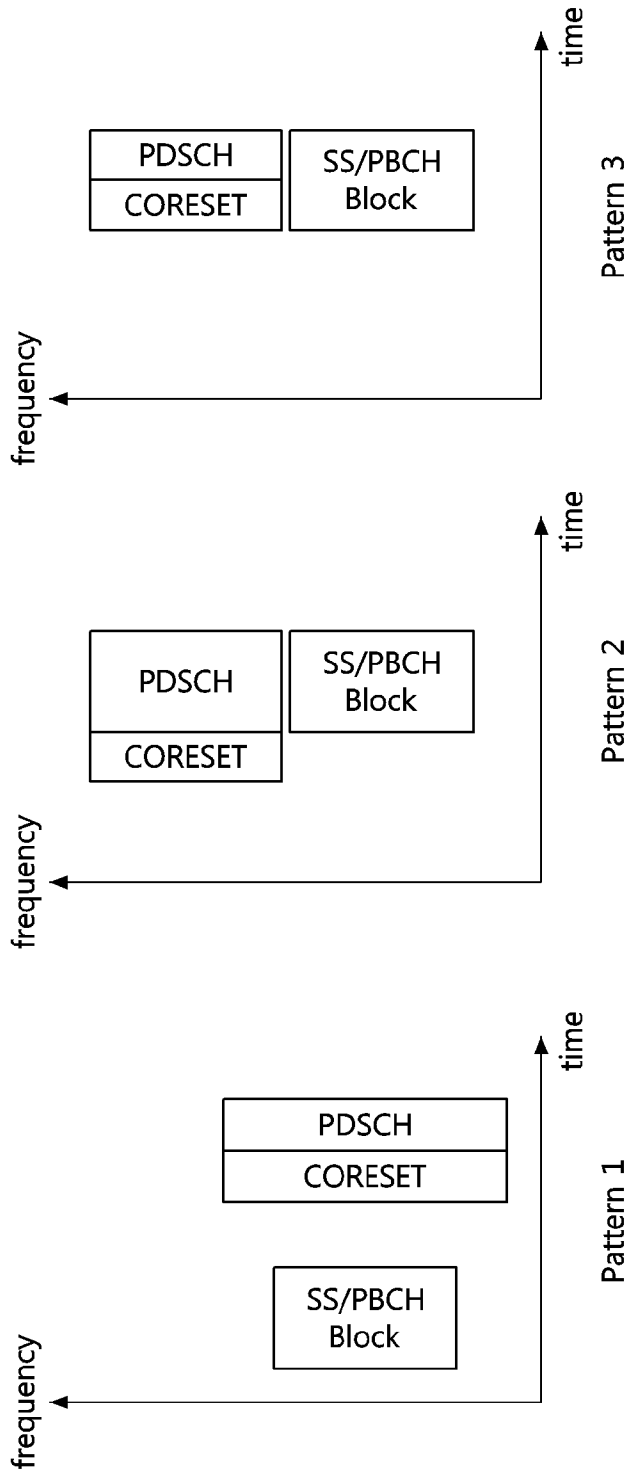 frequency
PDSCH
CORESET
SS/PBCH
Block
time
Pattern 3
frequency
PDSCH
CORESET
SS/PBCH
Block
time
Pattern 2
frequency
PDSCH
CORESET
SS/PBCH
Block
time
Pattern 1